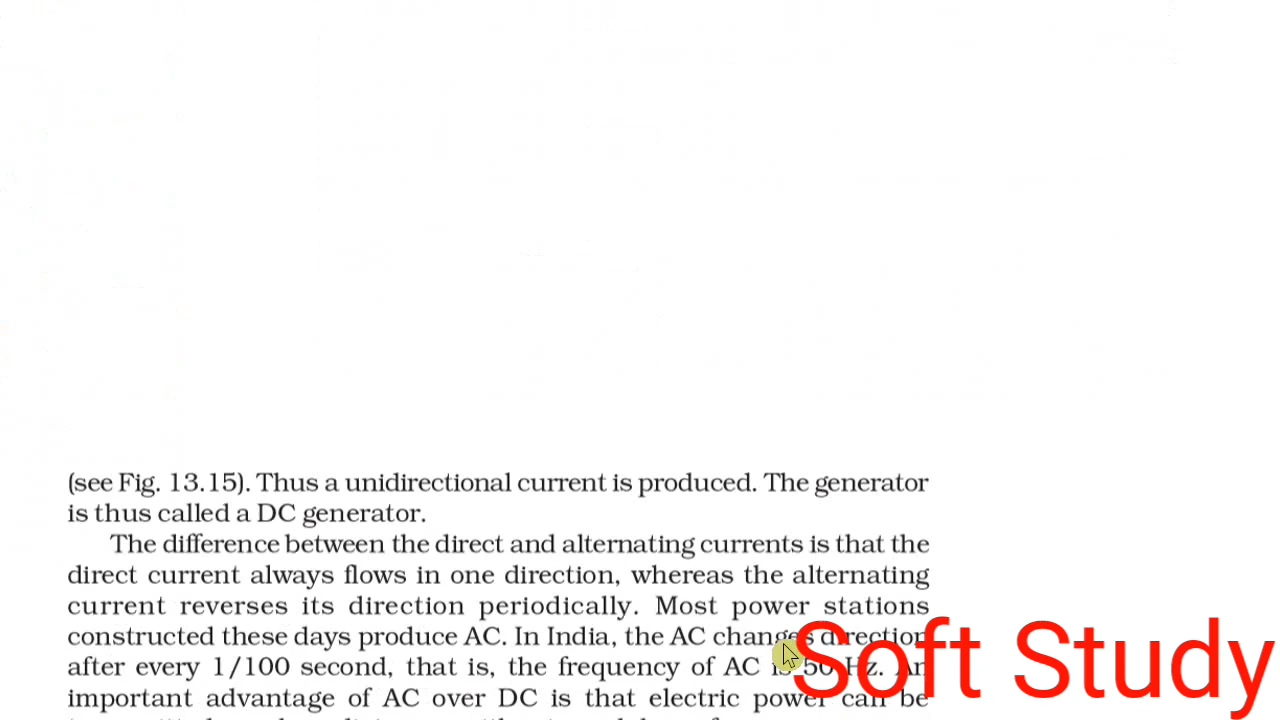 (see Fig. 13.15). Thus a unidirectional current is produced. The generator
is thus called a DC generator.
The difference between the direct and alternating currents is that the
direct current always flows in one direction, whereas the alternating
current reverses its direction periodically. Most power stations
constructed these days produce AC. In India, the AC changes direction
after every 1/100 second, that is, the frequency of AC is 50 Hz. An
important advantage of AC over DC is that electric power can be
Soft Study